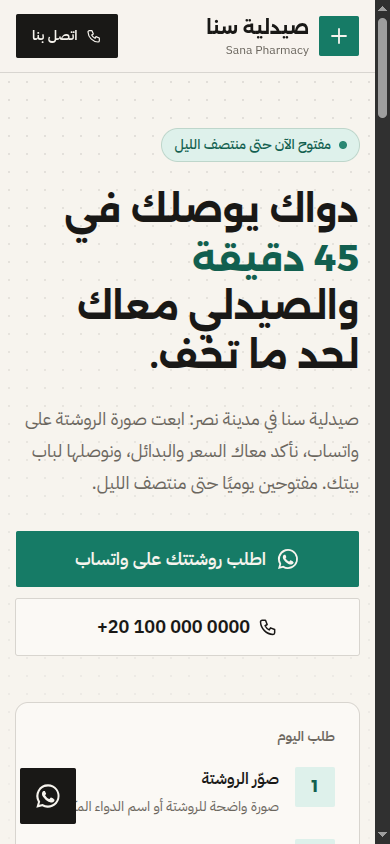 صيدلية سنا
Sana Pharmacy
اتصل بنا
مفتوح الآن حتى منتصف الليل
دواك يوصلك في
45 دقيقة
والصيدلي معاك
لحد ما تخف.
صيدلية سنا في مدينة نصر: ابعت صورة الروشتة على
واتساب، نأكد معاك السعر والبدائل، ونوصلها لباب
بيتك. مفتوحين يوميًا حتى منتصف الليل.
اطلب روشتتك على واتساب
+20 100 000 0000
طلب اليوم
1
صوّر الروشتة
صورة واضحة للروشتة أو اسم الدواء